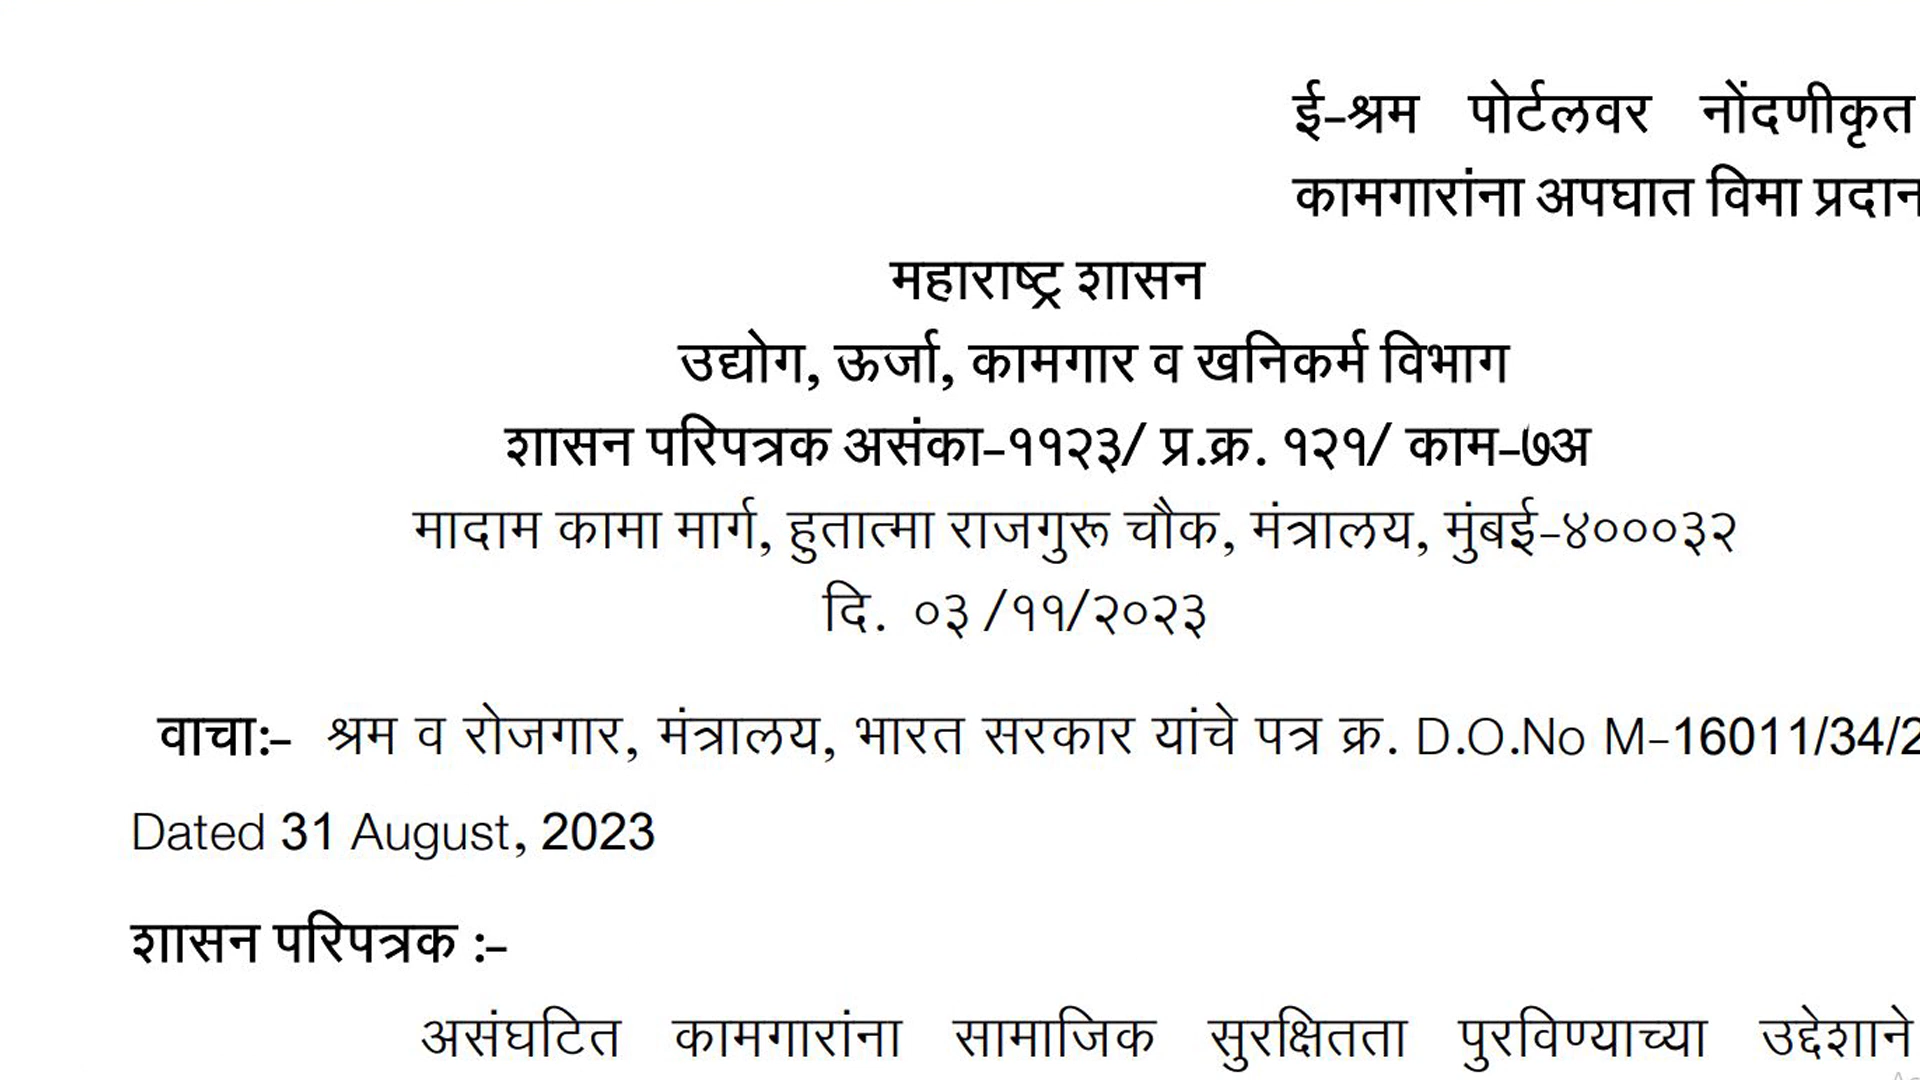 ई-श्रम पोर्टलवर नोंदणीकृत
कामगारांना अपघात विमा प्रदान
महाराष्ट्र शासन
उद्योग, ऊर्जा, कामगार व खनिकर्म विभाग
शासन परिपत्रक असंका-११२३/ प्र.क्र. १२१/ काम-७अ
मादाम कामा मार्ग, हुतात्मा राजगुरू चौक, मंत्रालय, मुंबई-४०००३२
दि. ०३ /११/२०२३
वाचा:- श्रम व रोजगार, मंत्रालय, भारत सरकार यांचे पत्र क्र. D.O.No M-16011/34/2
Dated 31 August, 2023
शासन परिपत्रक :-
असंघटित कामगारांना सामाजिक सुरक्षितता पुरविण्याच्या उद्देशाने